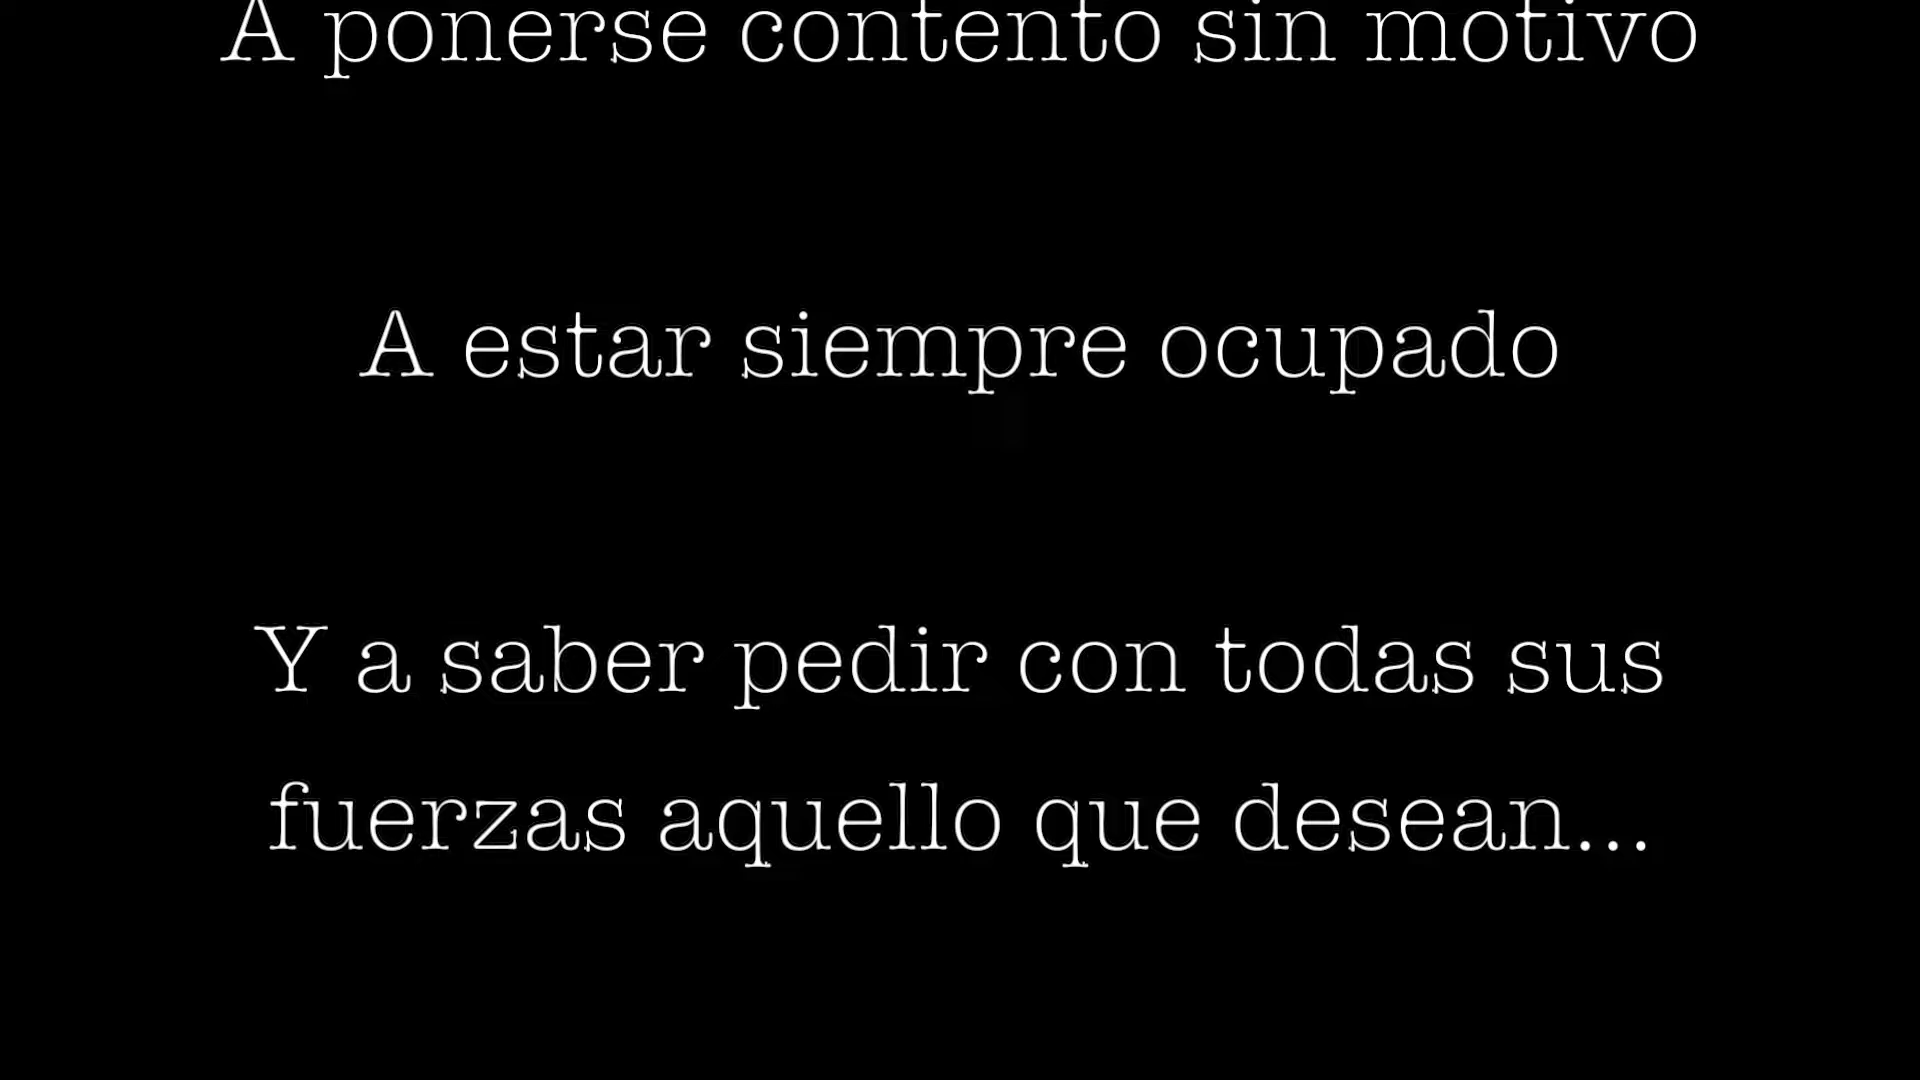 A ponerse contento sin motivo
A estar siempre ocupado
Y a saber pedir con todas sus
fuerzas aquello que desean...